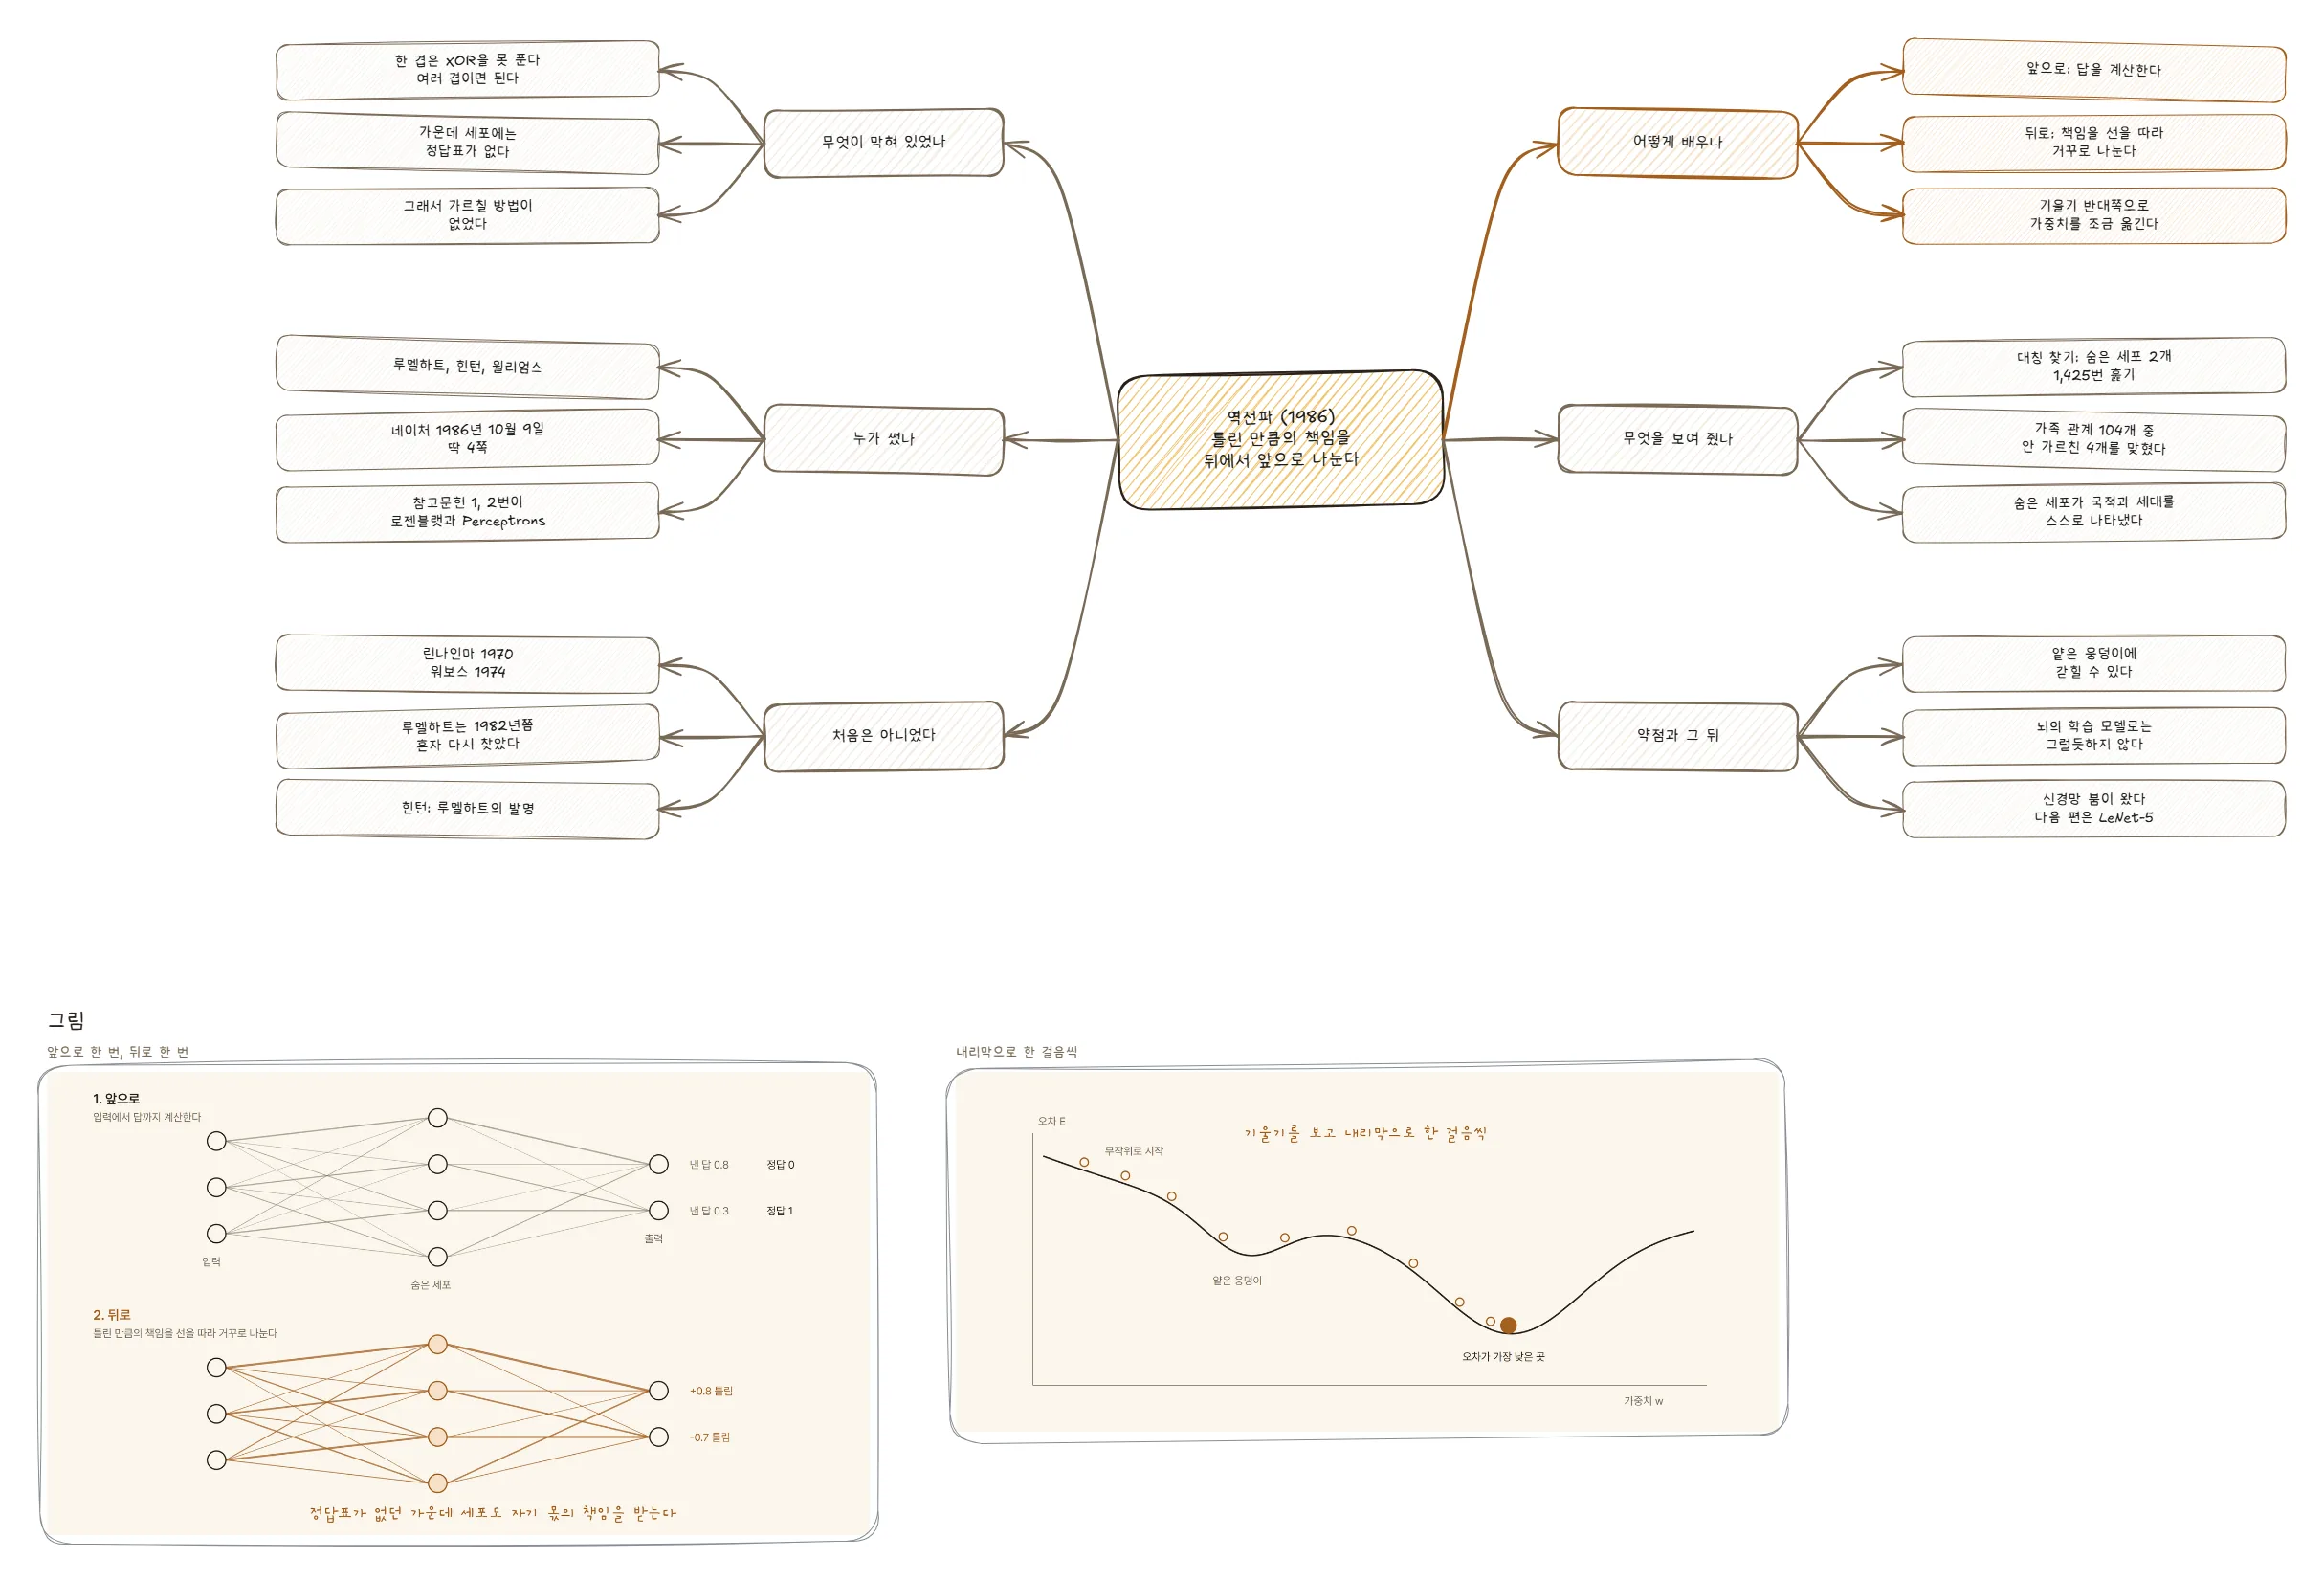 한 겹은 XOR을 못 푼다
여러 겹이면 된다
가운데 세포에는
정답표가 없다
그래서 가르칠 방법이
없었다
무엇이 막혀 있었나
루멜하트, 힌턴, 윌리엄스
네이처 1986년 10월 9일
딱 4쪽
참고문헌 1, 2번이
로젠블랫과 Perceptrons
누가 썼나
린나인마 1970
워보스 1974
루멜하트는 1982년쯤
혼자 다시 찾았다
힌턴: 루멜하트의 발명
처음은 아니었다
역전파 (1986)
틀린 만큼의 책임을
뒤에서 앞으로 나눈다
어떻게 배우나
앞으로: 답을 계산한다
뒤로: 책임을 선을 따라
거꾸로 나눈다
기울기 반대쪽으로
가중치를 조금 옮긴다
무엇을 보여 줬나
대칭 찾기: 숨은 세포 2개
1,425번 훑기
가족 관계 104개 중
안 가르친 4개를 맞혔다
숨은 세포가 국적과 세대를
스스로 나타냈다
약점과 그 뒤
얕은 웅덩이에
갇힐 수 있다
뇌의 학습 모델로는
그럴듯하지 않다
신경망 붐이 왔다
다음 편은 LeNet-5
그림
앞으로 한 번, 뒤로 한 번
1. 앞으로
입력에서 답까지 계산한다
낸 답 0.8 정답 0
낸 답 0.3 정답 1
출력
입력
숨은 세포
2. 뒤로
틀린 만큼의 책임을 선을 따라 거꾸로 나눈다
+0.8 틀림
-0.7 틀림
정답표가 없던 가운데 세포도 자기 몫의 책임을 받는다
내리막으로 한 걸음씩
오차 E
기울기를 보고 내리막으로 한 걸음씩
무작위로 시작
얕은 웅덩이
오차가 가장 낮은 곳
가중치 w